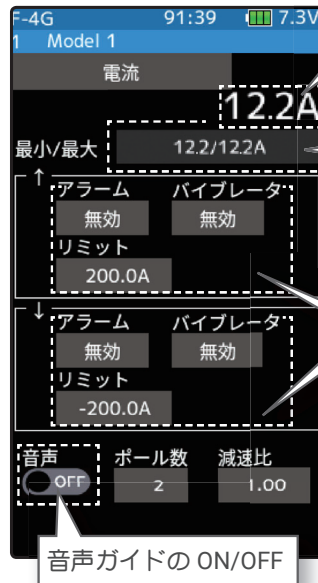 F-4G 91:39 7.3V
1 Model 1
電流
12.2A
最小/最大 12.2/12.2A
↑
アラーム バイブレータ
無効 無効
リミット
200.0A
↓
アラーム バイブレータ
無効 無効
リミット
-200.0A
音声 ポール数 減速比
OFF 2 1.00
音声ガイドの ON/OFF